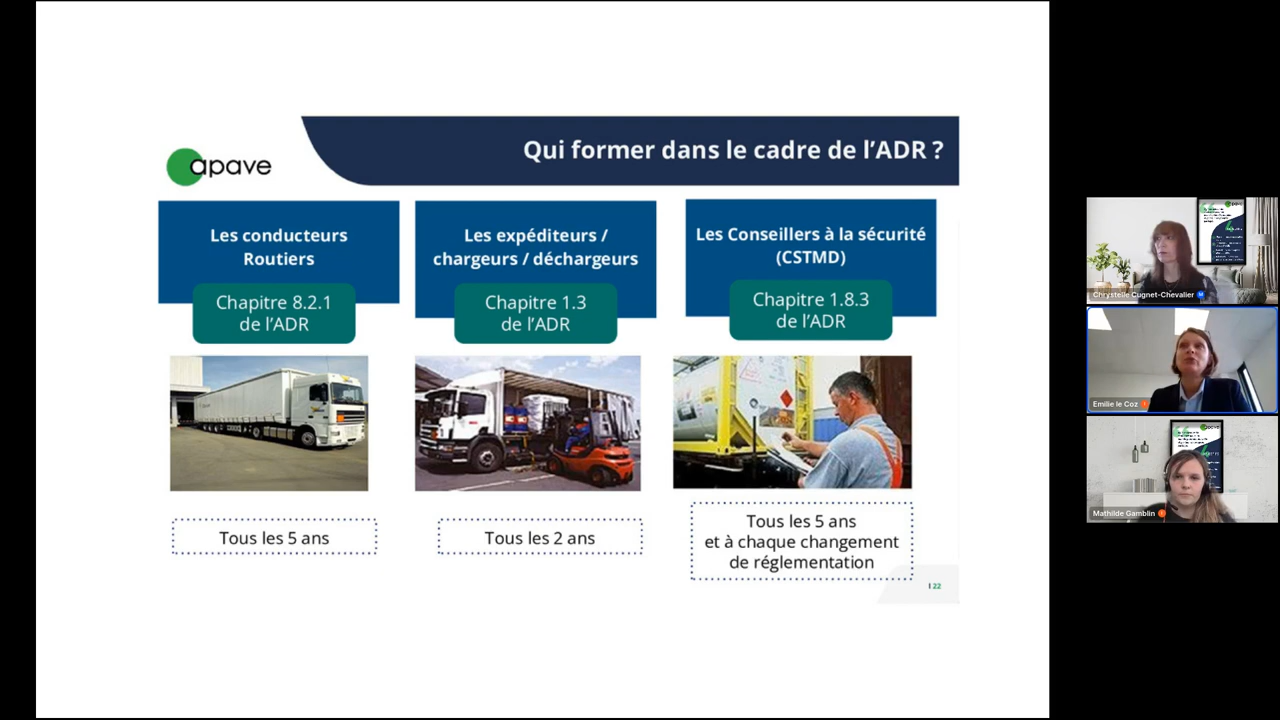 apave
Qui former dans le cadre de l’ADR ?
Les conducteurs
Routiers
Chapitre 8.2.1
de l’ADR
Tous les 5 ans
Les expéditeurs /
chargeurs / déchargeurs
Chapitre 1.3
de l’ADR
Tous les 2 ans
Les Conseillers à la sécurité
(CSTMD)
Chapitre 1.8.3
de l’ADR
Tous les 5 ans
et à chaque changement
de réglementation
22
Chrystelle Cugnet-Chevalier
Emilie le Coz
Mathilde Gamblin